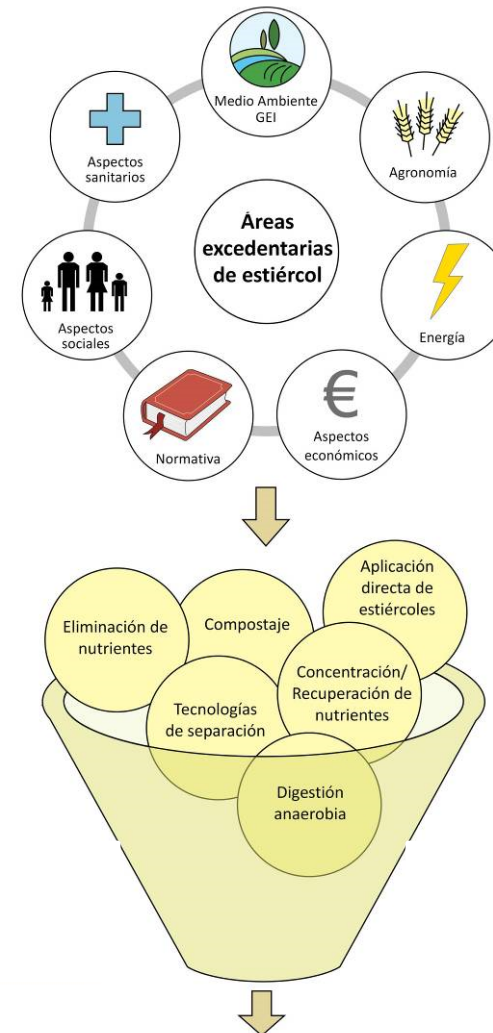 Medio Ambiente
GEI
Aspectos
sanitarios
Agronomía
Áreas
excedentarias
de estiércol
Aspectos
sociales
Energía
Normativa
€
Aspectos
económicos
Aplicación
directa de
estiércoles
Eliminación de
nutrientes
Compostaje
Concentración/
Recuperación de
nutrientes
Tecnologías
de separación
Digestión
anaerobia